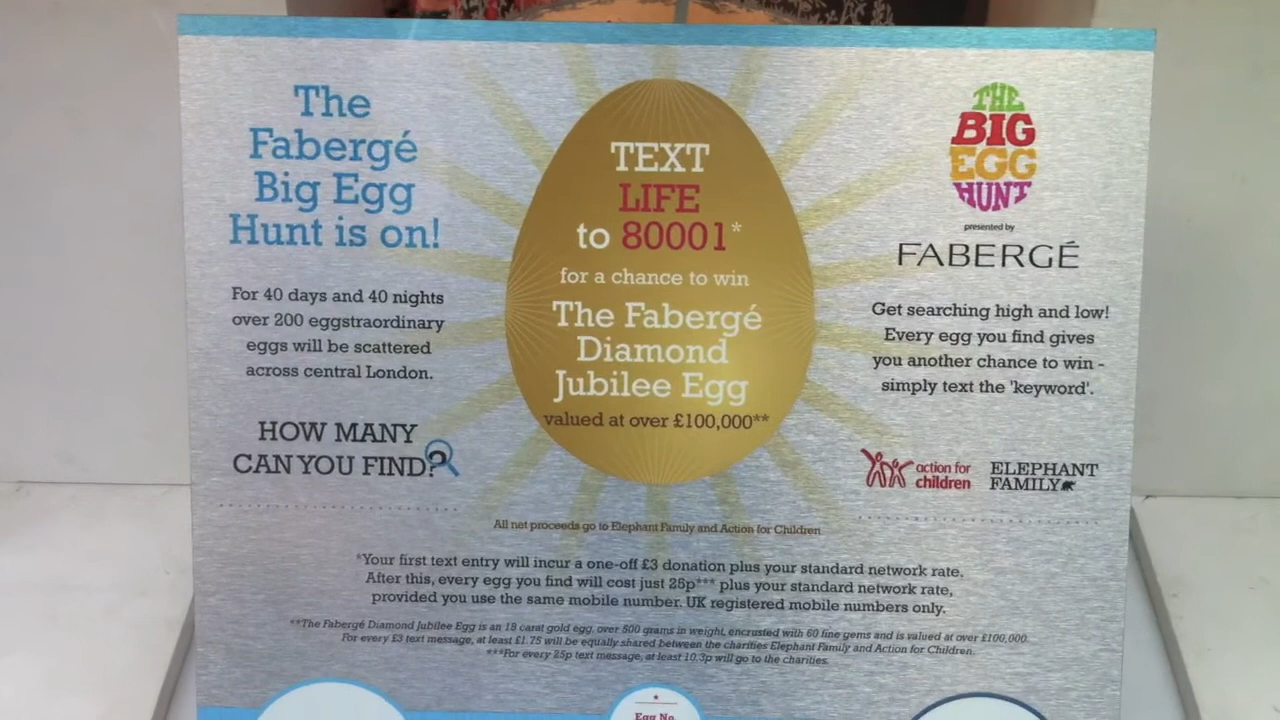 The
Fabergé
Big Egg
Hunt is on!
For 40 days and 40 nights
over 200 eggstraordinary
eggs will be scattered
across central London.
HOW MANY
CAN YOU FIND?
TEXT
LIFE
to 80001*
for a chance to win
The Fabergé
Diamond
Jubilee Egg
valued at over £100,000**
THE
BIG
EGG
HUNT
presented by
FABERGÉ
Get searching high and low!
Every egg you find gives
you another chance to win -
simply text the 'keyword'.
action for
children
ELEPHANT
FAMILY
All net proceeds go to Elephant Family and Action for Children
*Your first text entry will incur a one-off £3 donation plus your standard network rate.
After this, every egg you find will cost just 25p*** plus your standard network rate,
provided you use the same mobile number. UK registered mobile numbers only.
**The Fabergé Diamond Jubilee Egg is an 18 carat gold egg, over 500 grams in weight, encrusted with 60 fine gems and is valued at over £100,000.
For every £3 text message, at least £1.75 will be equally shared between the charities Elephant Family and Action for Children.
***For every 25p text message, at least 10.3p will go to the charities.
Egg No.